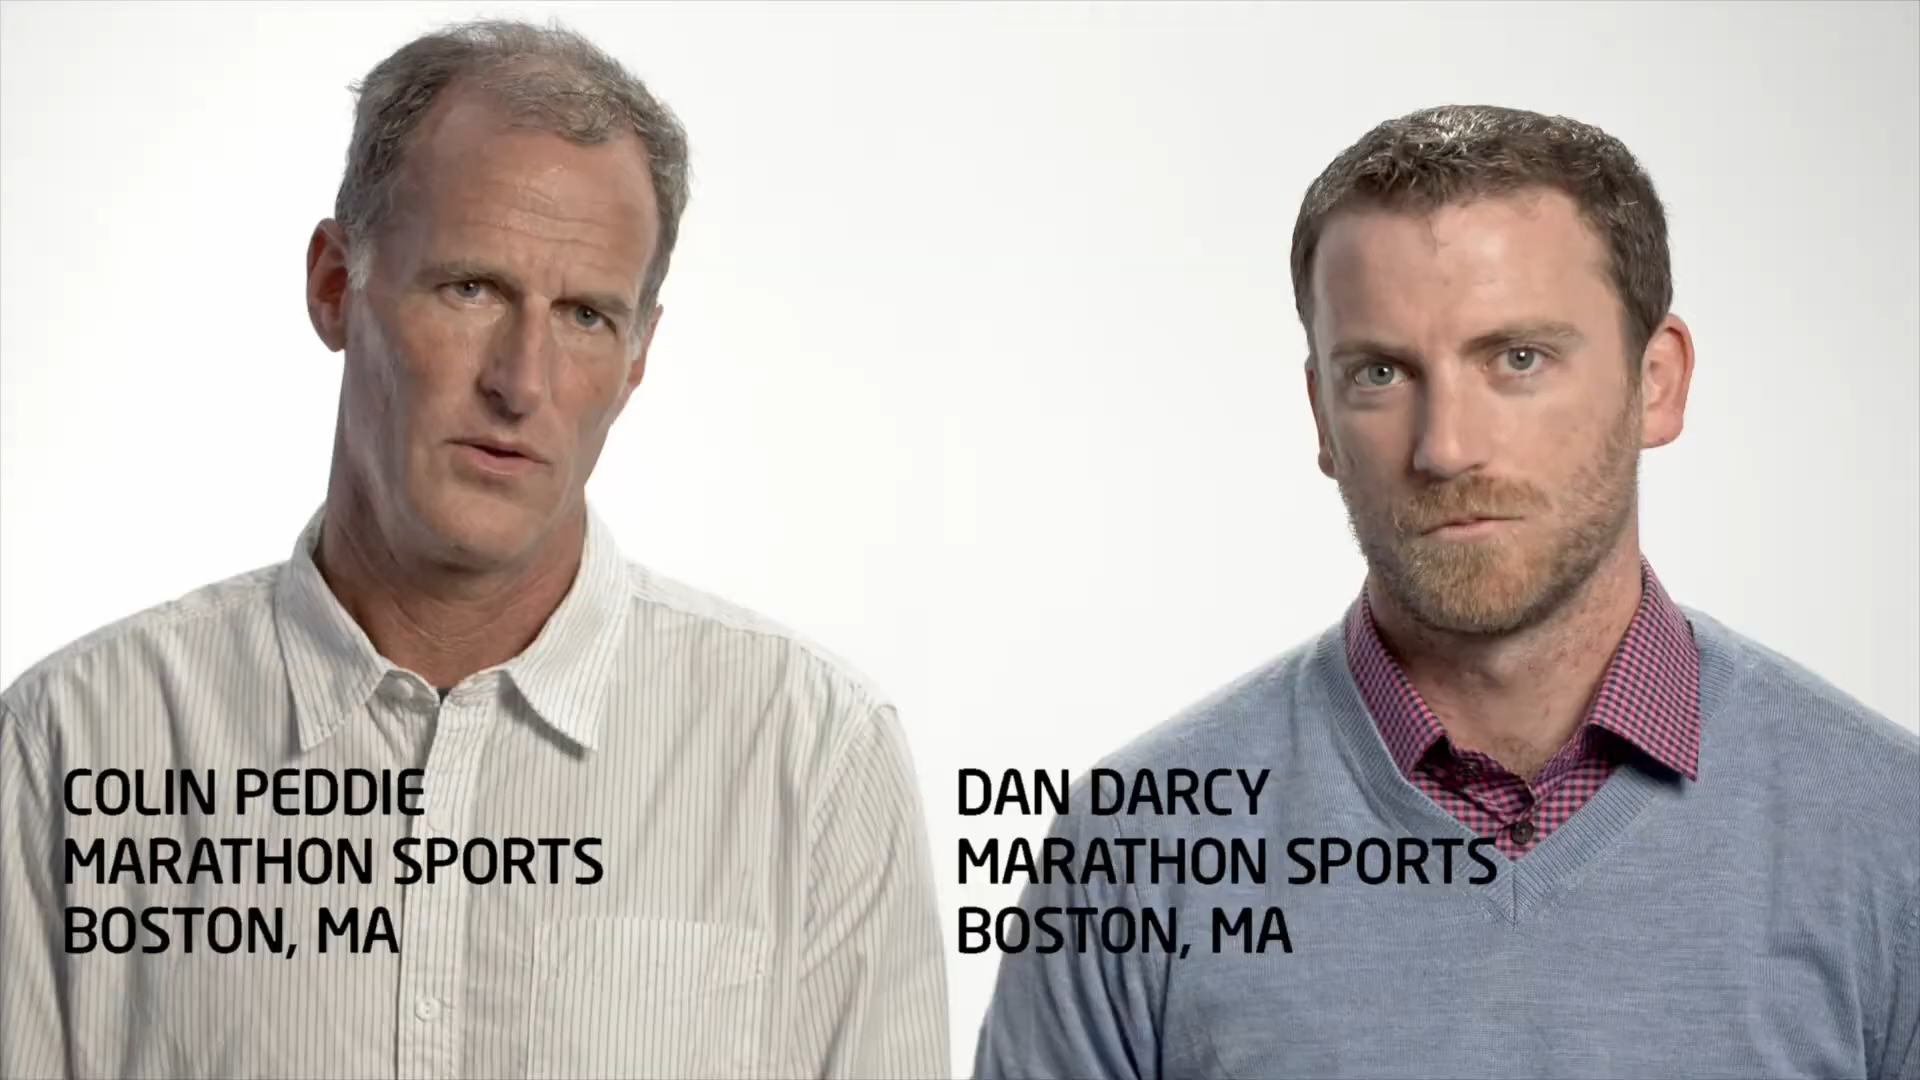 COLIN PEDDIE
MARATHON SPORTS
BOSTON, MA
DAN DARCY
MARATHON SPORTS
BOSTON, MA